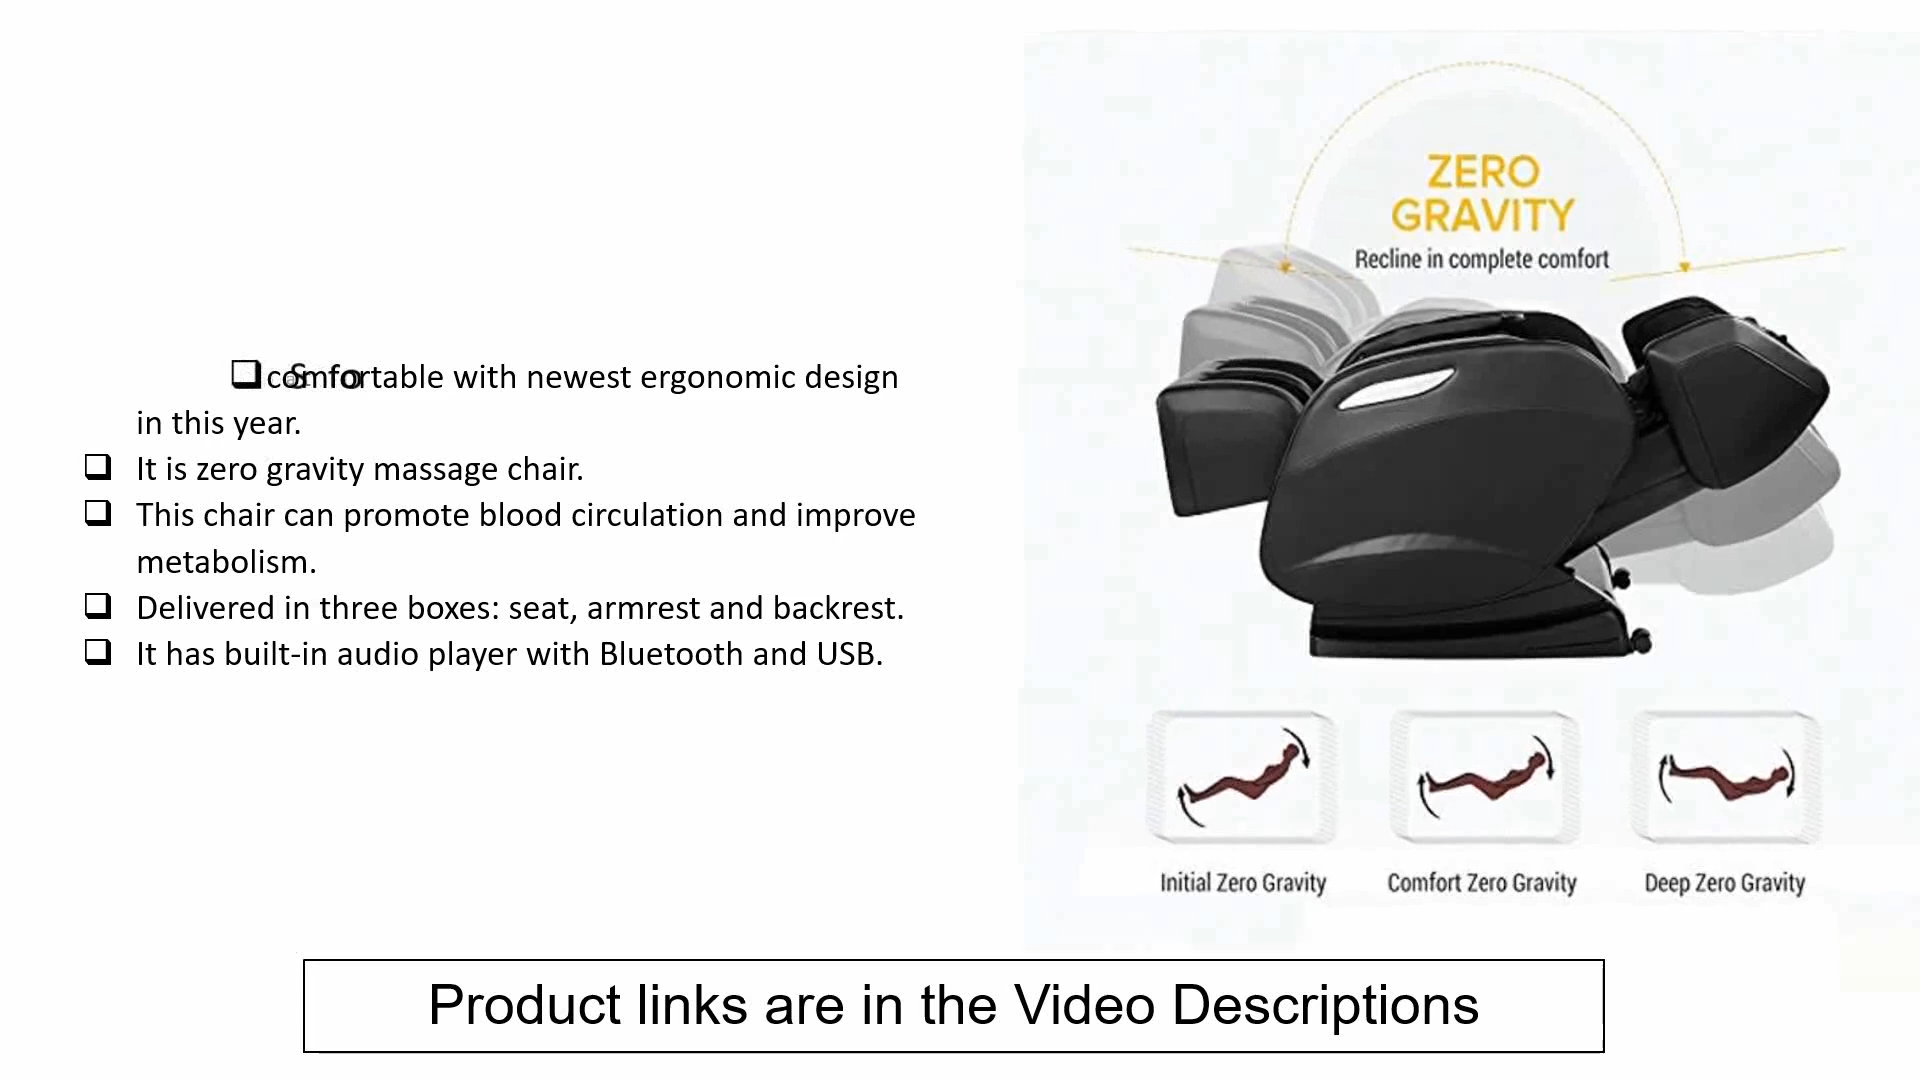 ZERO
GRAVITY
Recline in complete comfort
comfortable with newest ergonomic design
in this year.
❑ It is zero gravity massage chair.
❑ This chair can promote blood circulation and improve
metabolism.
❑ Delivered in three boxes: seat, armrest and backrest.
❑ It has built-in audio player with Bluetooth and USB.
Initial Zero Gravity
Comfort Zero Gravity
Deep Zero Gravity
Product links are in the Video Descriptions